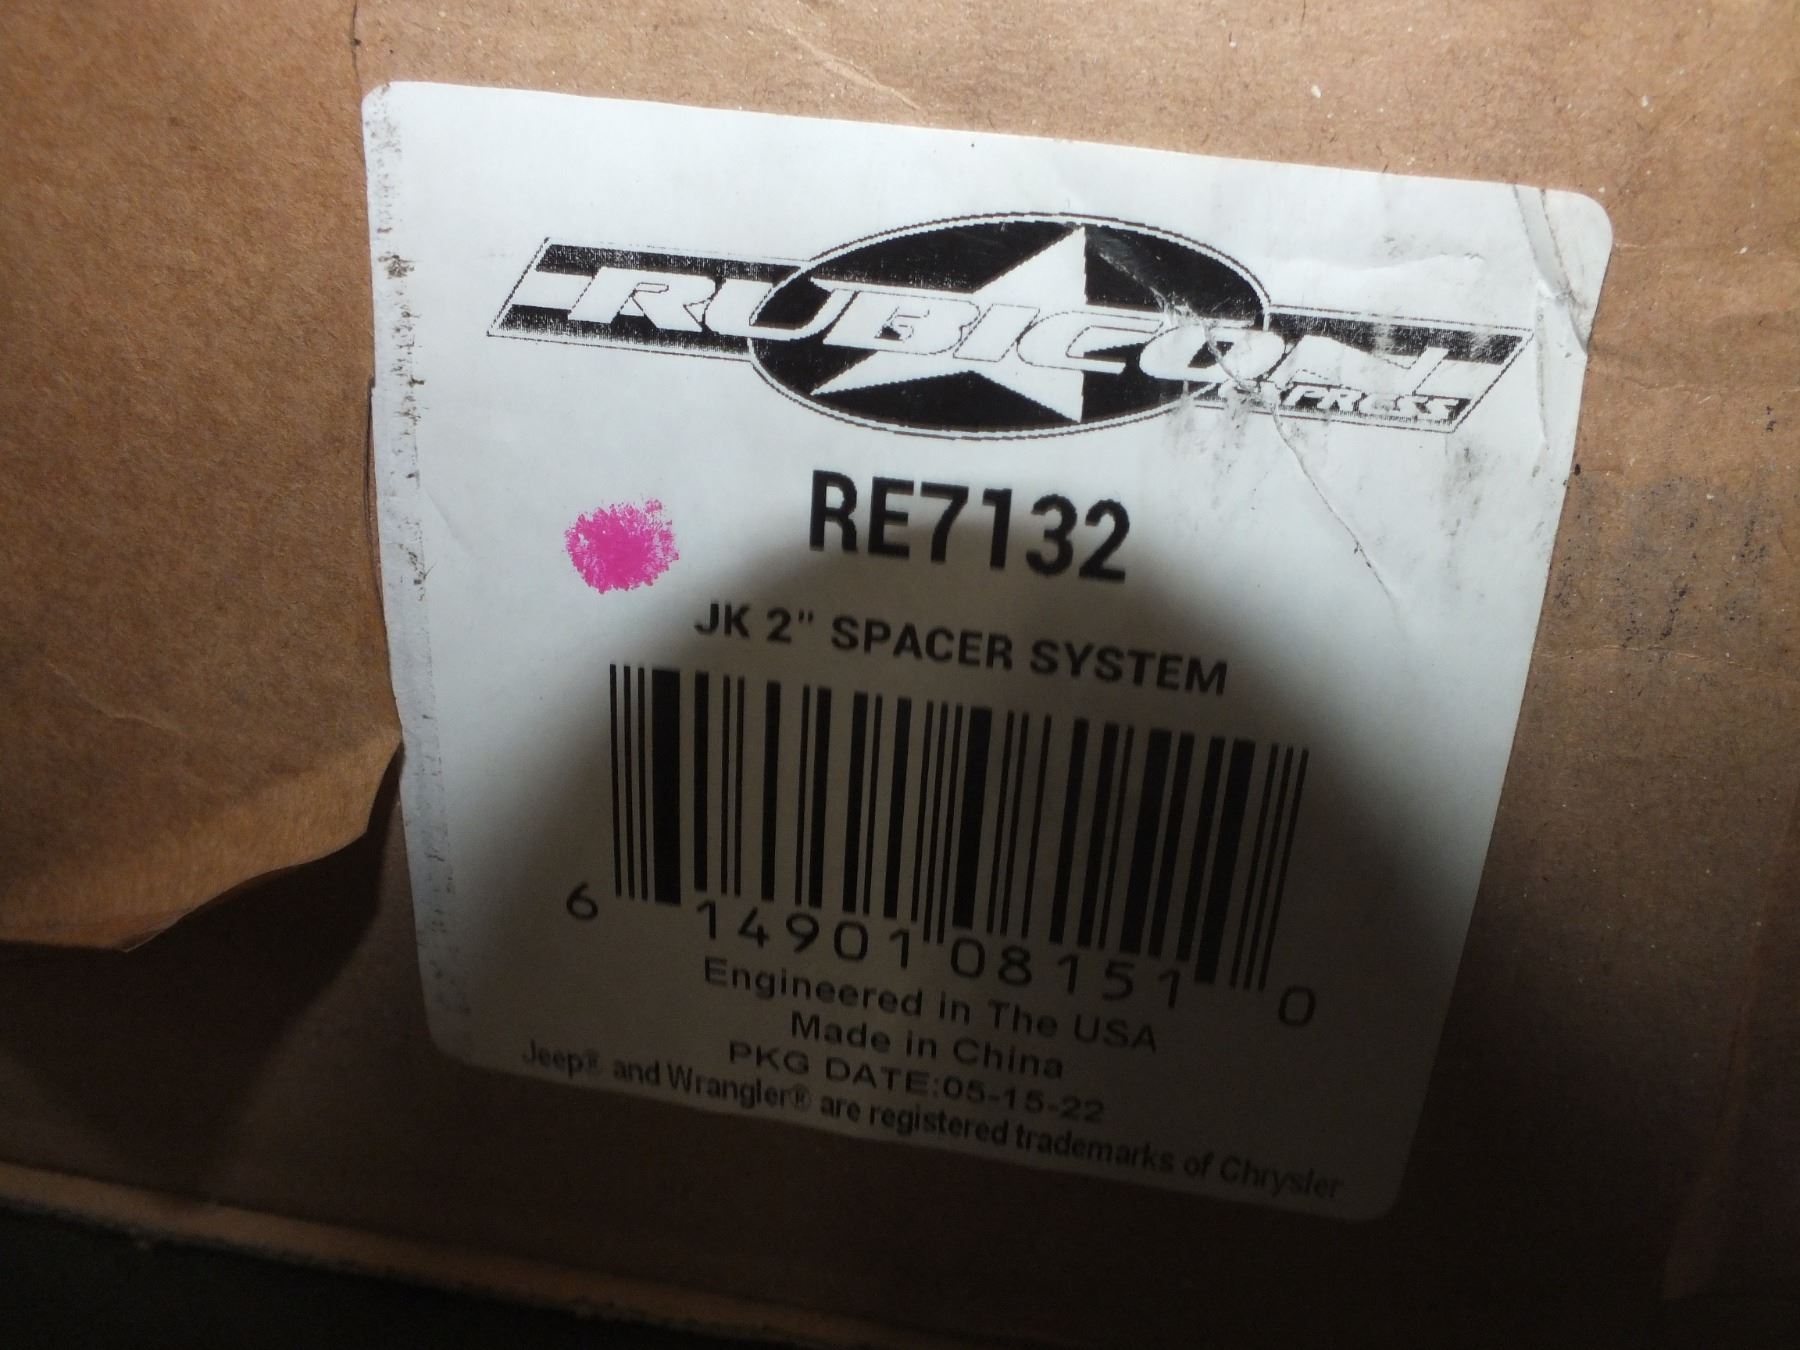 RUBICON
EXPRESS
RE7132
JK 2" SPACER SYSTEM
6 14901 08151 0
Engineered in The USA
Made in China
PKG DATE:05-15-22
Jeep® and Wrangler® are registered trademarks of Chrysler